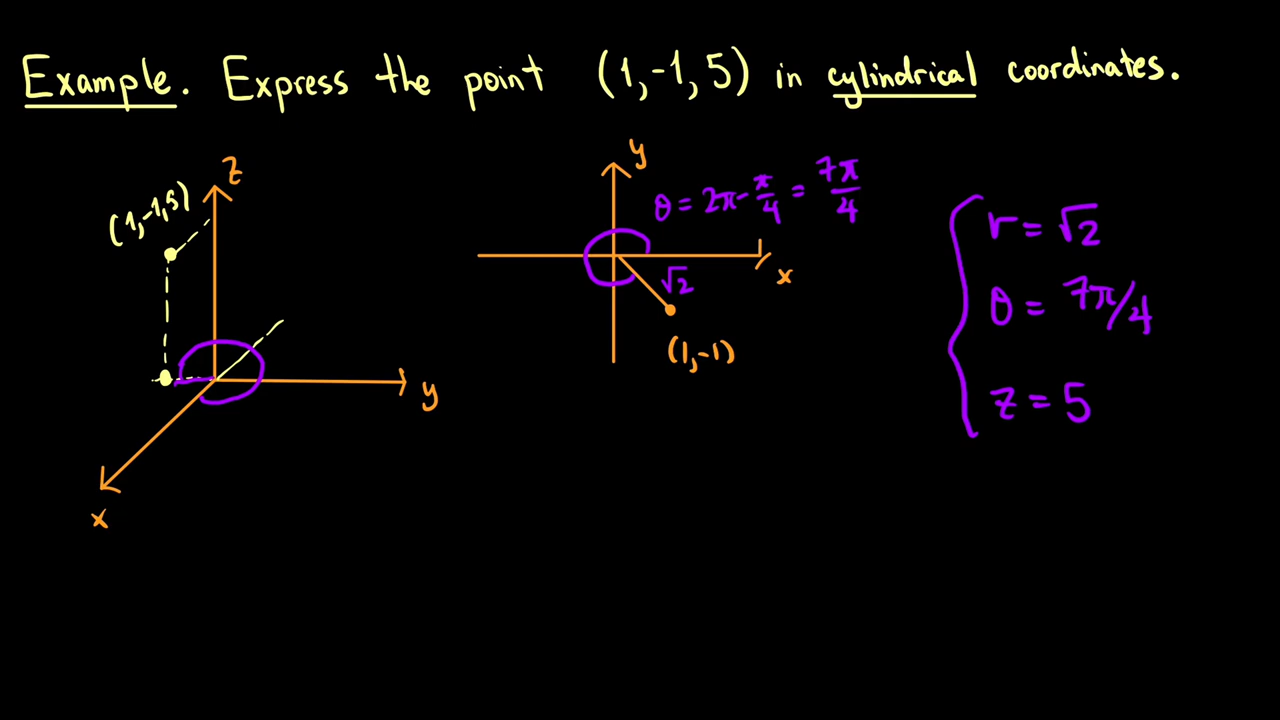 Example. Express the point (1,-1,5) in cylindrical coordinates.
z
(1,-1,5)
y
x
y
θ = 2π - π/4 = 7π/4
x
√2
(1,-1)
r = √2
θ = 7π/4
z = 5